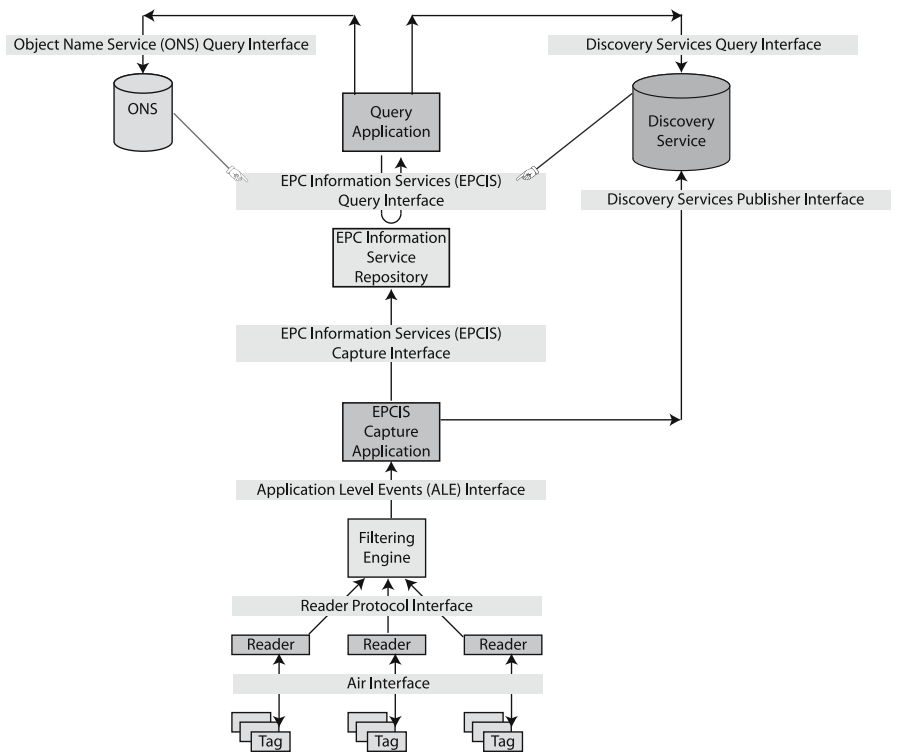 Object Name Service (ONS) Query Interface
Discovery Services Query Interface
ONS
Query
Application
Discovery
Service
EPC Information Services (EPCIS)
Query Interface
Discovery Services Publisher Interface
EPC Information
Service
Repository
EPC Information Services (EPCIS)
Capture Interface
EPCIS
Capture
Application
Application Level Events (ALE) Interface
Filtering
Engine
Reader Protocol Interface
Reader
Reader
Reader
Air Interface
Tag
Tag
Tag